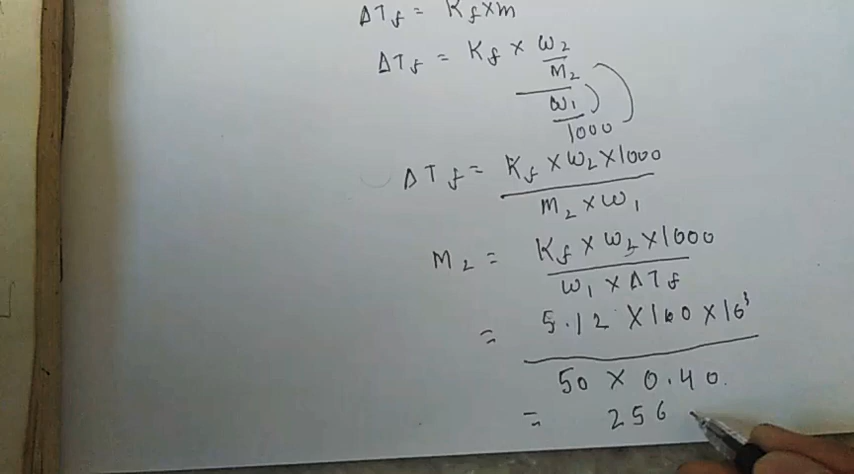 ΔTf = Kf×m
ΔTf = Kf × w2
M2
w1
1000
ΔTf = Kf × w2 × 1000
M2 × w1
M2 = Kf × w2 × 1000
w1 × ΔTf
= 5.12 × 1.00 × 10³
50 × 0.40
= 256